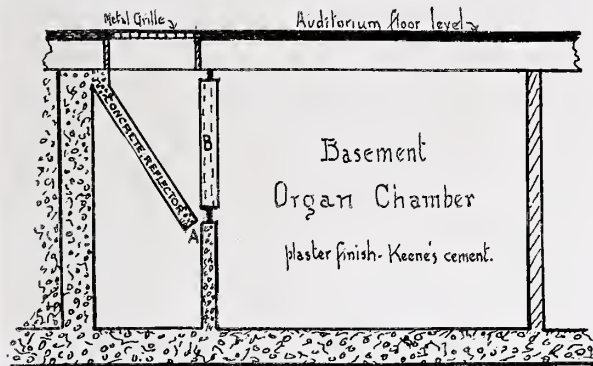 Metal Grille
Auditorium floor level
CONCRETE REFLECTOR
A
B
Basement
Organ Chamber
plaster finish - Keene's cement.